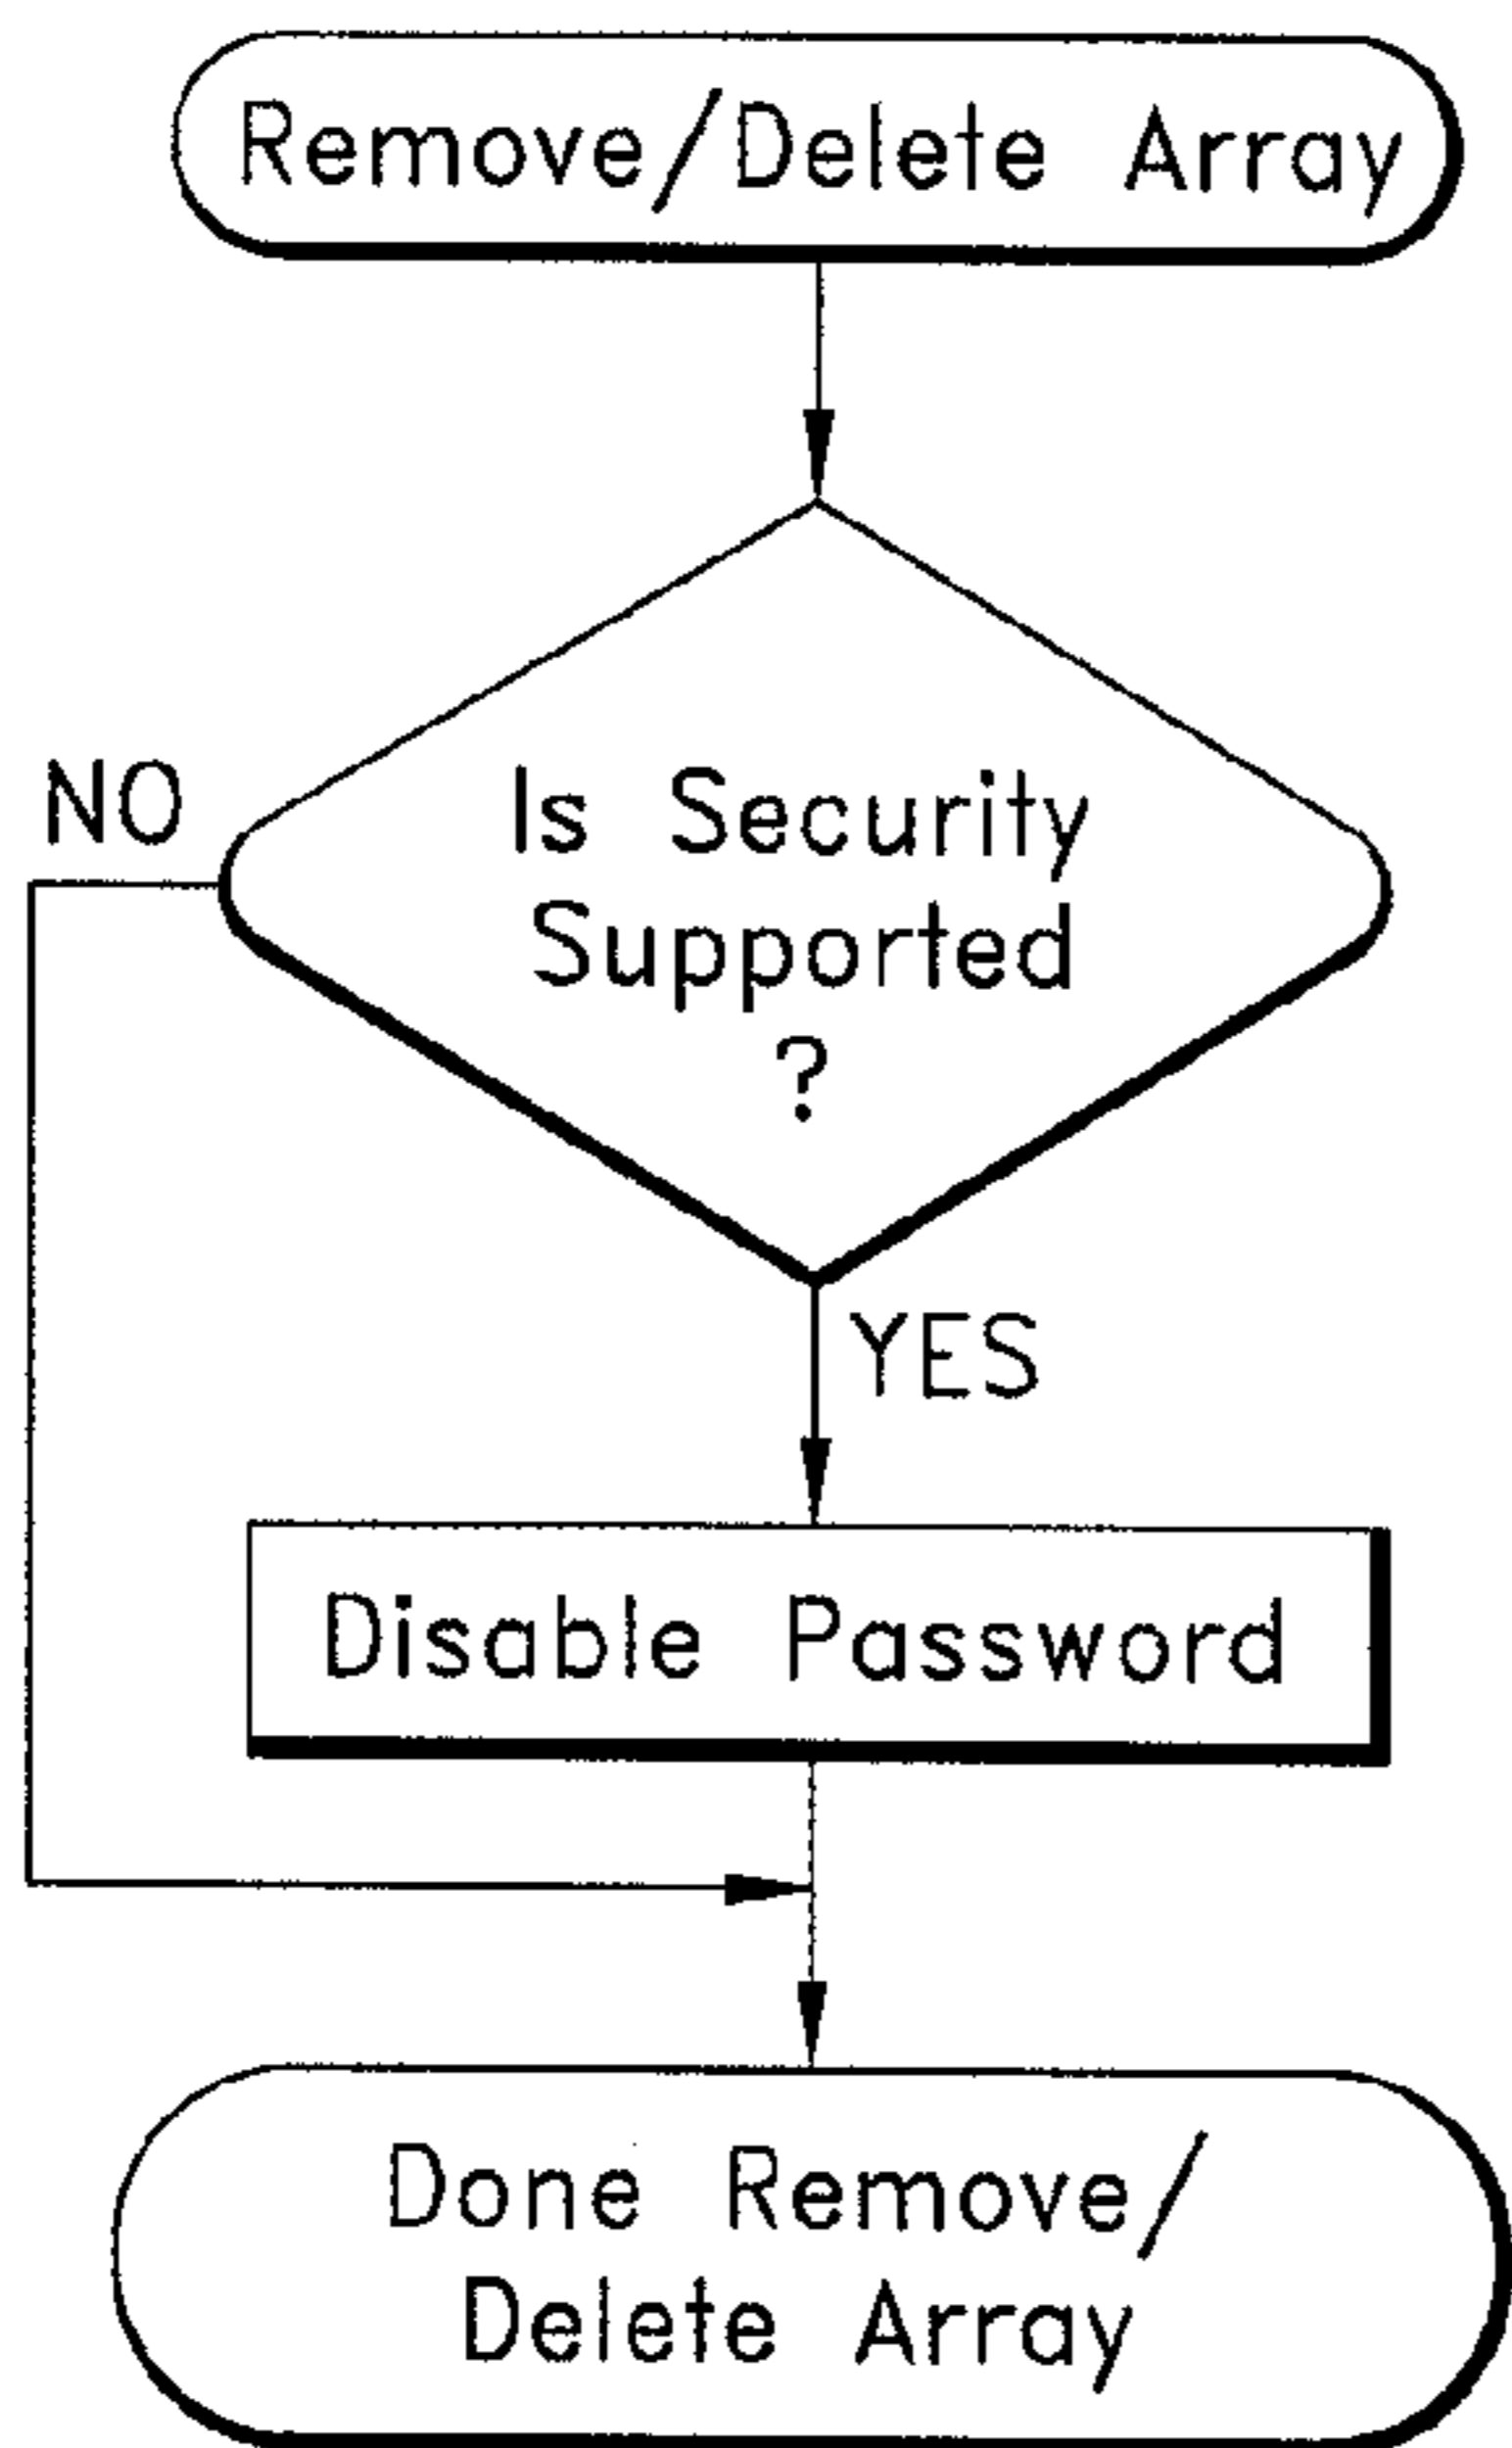 Remove/Delete Array
NO
Is Security
Supported
?
YES
Disable Password
Done Remove/
Delete Array